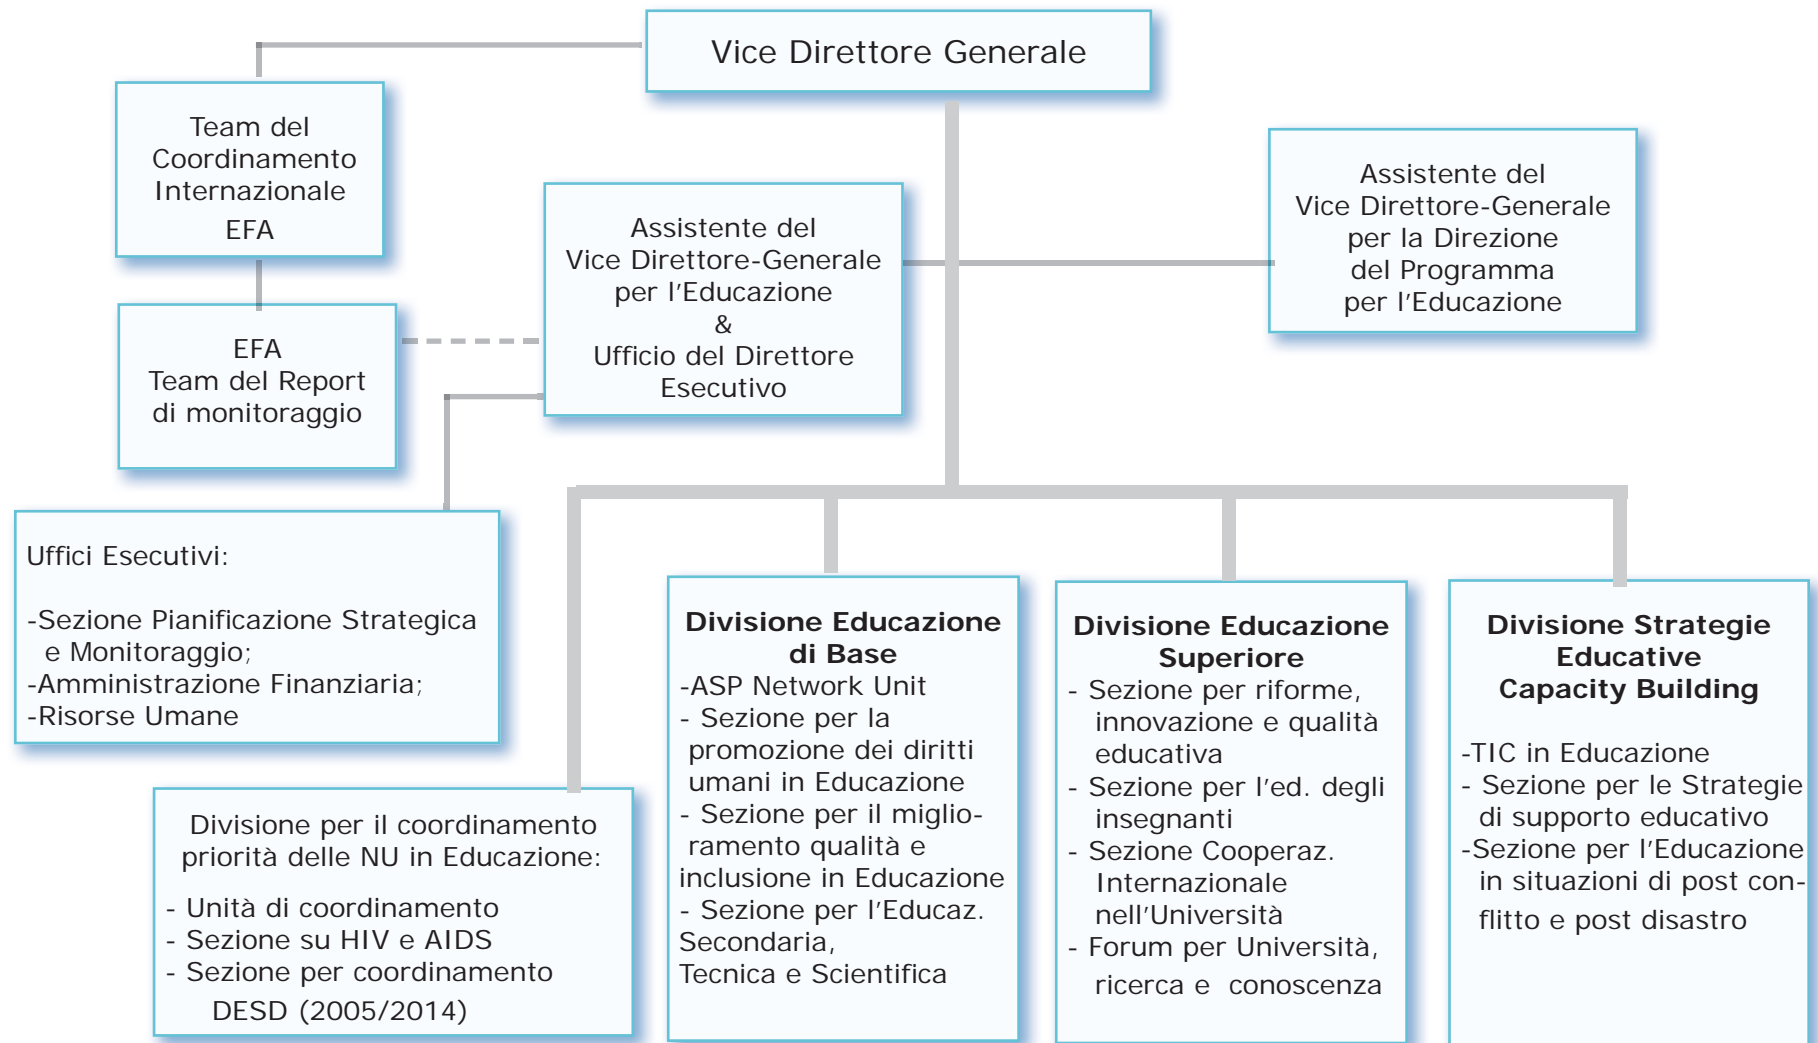 Vice Direttore Generale
Team del
Coordinamento
Internazionale
EFA
Assistente del
Vice Direttore-Generale
per l'Educazione
&
Ufficio del Direttore
Esecutivo
Assistente del
Vice Direttore-Generale
per la Direzione
del Programma
per l'Educazione
EFA
Team del Report
di monitoraggio
Uffici Esecutivi:
-Sezione Pianificazione Strategica
e Monitoraggio;
-Amministrazione Finanziaria;
-Risorse Umane
Divisione per il coordinamento
priorità delle NU in Educazione:
- Unità di coordinamento
- Sezione su HIV e AIDS
- Sezione per coordinamento
DESD (2005/2014)
Divisione Educazione
di Base
-ASP Network Unit
- Sezione per la
promozione dei diritti
umani in Educazione
- Sezione per il miglio-
ramento qualità e
inclusione in Educazione
- Sezione per l'Educaz.
Secondaria,
Tecnica e Scientifica
Divisione Educazione
Superiore
- Sezione per riforme,
innovazione e qualità
educativa
- Sezione per l'ed. degli
insegnanti
- Sezione Cooperaz.
Internazionale
nell'Università
- Forum per Università,
ricerca e conoscenza
Divisione Strategie
Educative
Capacity Building
-TIC in Educazione
- Sezione per le Strategie
di supporto educativo
-Sezione per l'Educazione
in situazioni di post con-
flitto e post disastro